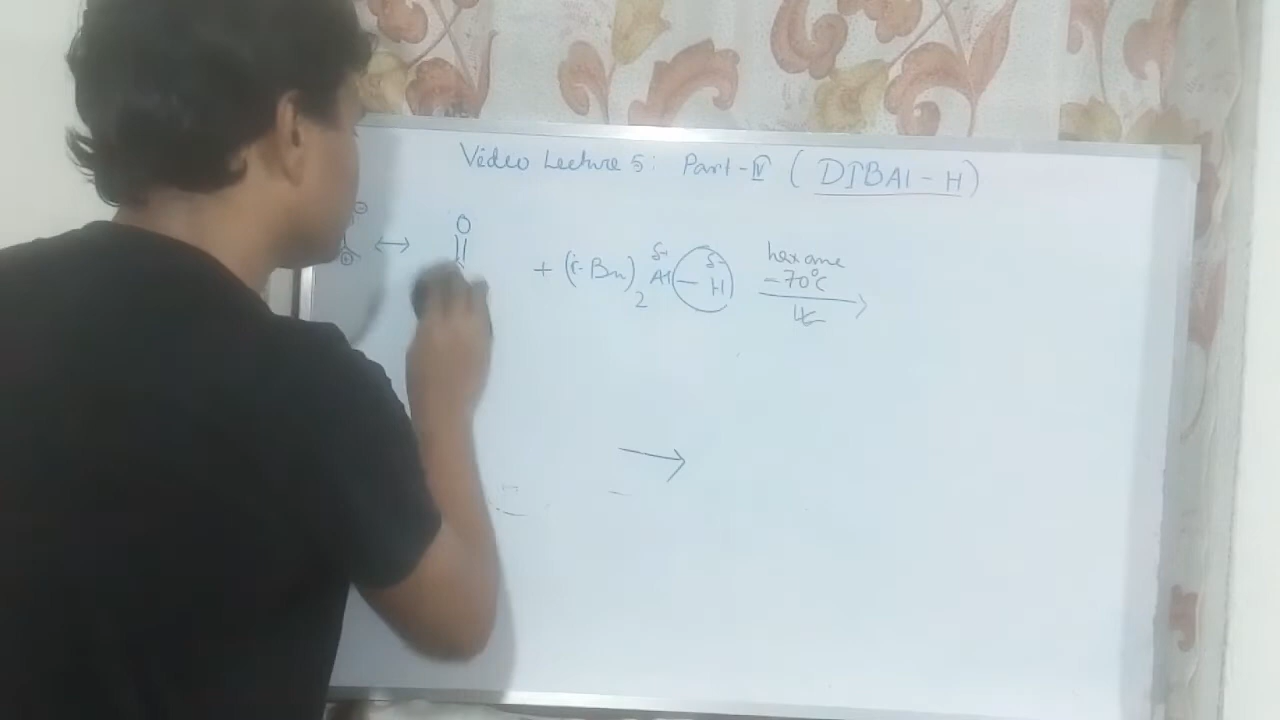 Video Lecture 5: Part-IV ( DIBAl - H )
O + (i-Bu)2 Al - H hexane
δ+ δ- -70°C